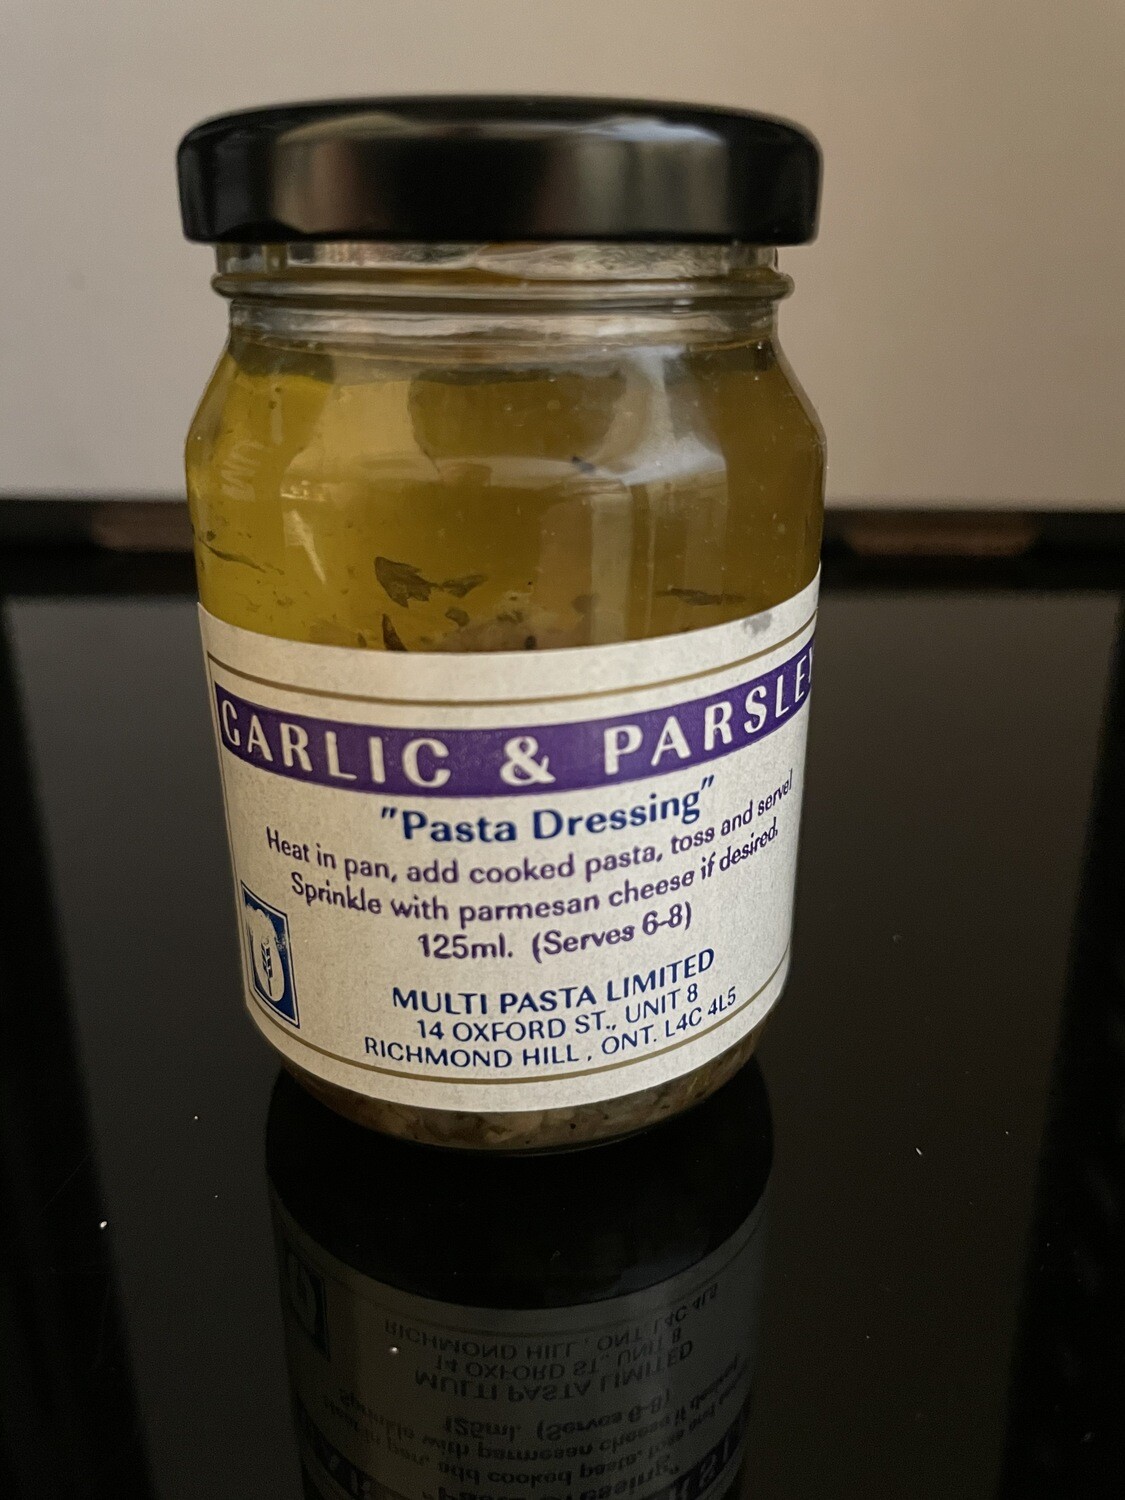 GARLIC & PARSLEY
"Pasta Dressing"
Heat in pan, add cooked pasta, toss and serve!
Sprinkle with parmesan cheese if desired.
125ml. (Serves 6-8)
MULTI PASTA LIMITED
14 OXFORD ST., UNIT 8
RICHMOND HILL, ONT. L4C 4L5